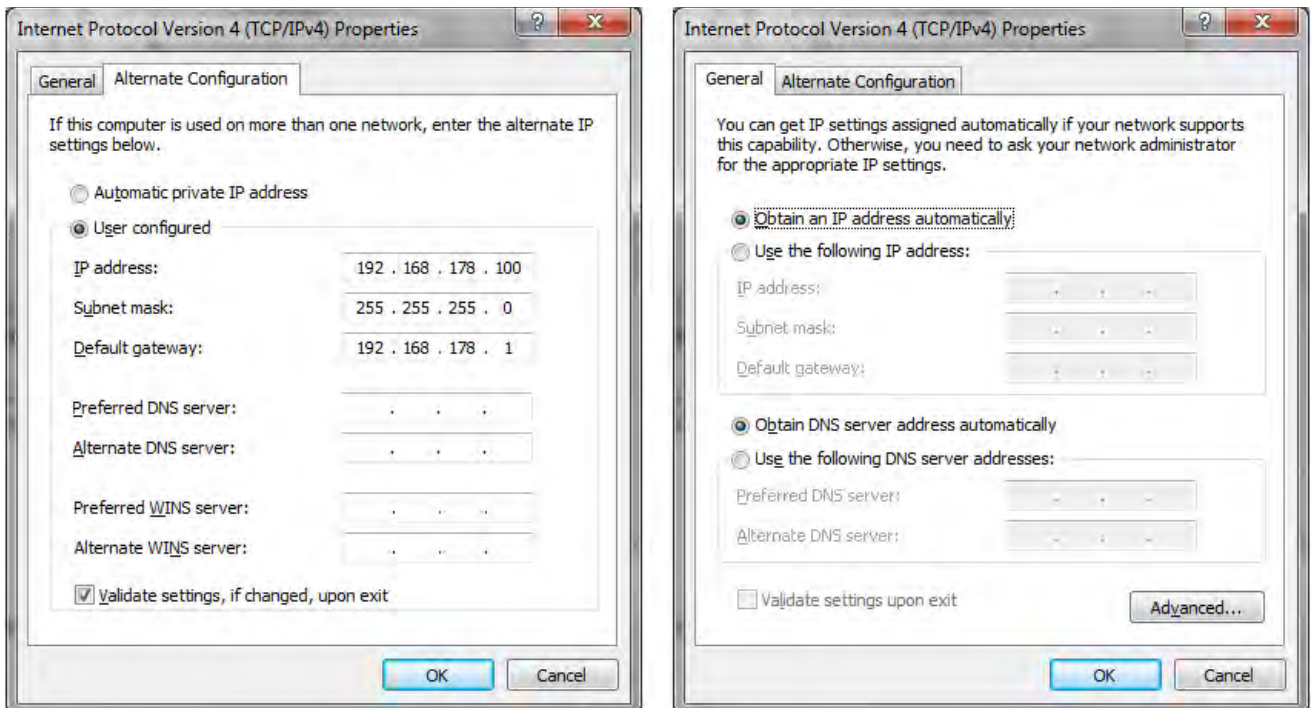 Internet Protocol Version 4 (TCP/IPv4) Properties
General
Alternate Configuration
If this computer is used on more than one network, enter the alternate IP
settings below.
Automatic private IP address
User configured
IP address: 192 . 168 . 178 . 100
Subnet mask: 255 . 255 . 255 . 0
Default gateway: 192 . 168 . 178 . 1
Preferred DNS server: . . .
Alternate DNS server: . . .
Preferred WINS server: . . .
Alternate WINS server: . . .
Validate settings, if changed, upon exit
OK
Cancel
Internet Protocol Version 4 (TCP/IPv4) Properties
General
Alternate Configuration
You can get IP settings assigned automatically if your network supports
this capability. Otherwise, you need to ask your network administrator
for the appropriate IP settings.
Obtain an IP address automatically
Use the following IP address:
IP address: . . .
Subnet mask: . . .
Default gateway: . . .
Obtain DNS server address automatically
Use the following DNS server addresses:
Preferred DNS server: . . .
Alternate DNS server: . . .
Validate settings upon exit
Advanced...
OK
Cancel